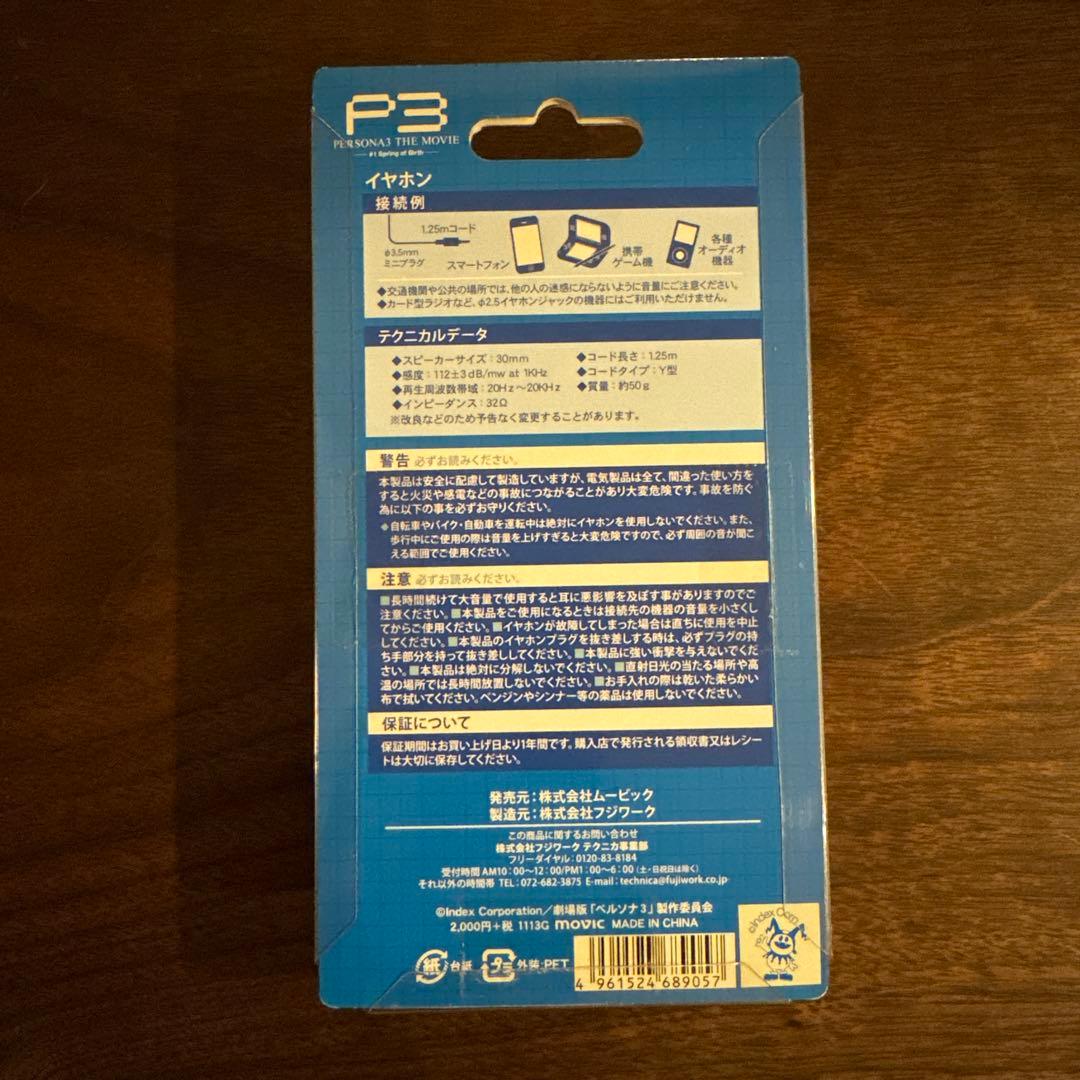 P3
PERSONA3 THE MOVIE
#1 Spring of Birth
イヤホン
接続例
1.25mコード
φ3.5mm
ミニプラグ
スマートフォン
携帯
ゲーム機
各種
オーディオ
機器
◆交通機関や公共の場所では、他の人の迷惑にならないように音量にご注意ください。
◆カード型ラジオなど、φ2.5イヤホンジャックの機器にはご利用いただけません。
テクニカルデータ
◆スピーカーサイズ：30mm
◆感度：112±3dB/mw at 1KHz
◆再生周波数帯域：20Hz～20KHz
◆インピーダンス：32Ω
◆コード長さ：1.25m
◆コードタイプ：Y型
◆質量：約50g
※改良などのため予告なく変更することがあります。
警告 必ずお読みください。
本製品は安全に配慮して製造していますが、電気製品は全て、間違った使い方を
すると火災や感電などの事故につながることがあり大変危険です。事故を防ぐ
為に以下の事を必ずお守りください。
◆自転車やバイク・自動車を運転中は絶対にイヤホンを使用しないでください。また、
歩行中にご使用の際は音量を上げすぎると大変危険ですので、必ず周囲の音が聞こ
える範囲でご使用ください。
注意 必ずお読みください。
■長時間続けて大音量で使用すると耳に悪影響を及ぼす事がありますのでご
注意ください。■本製品をご使用になるときは接続先の機器の音量を小さくし
てからご使用ください。■イヤホンが故障してしまった場合は直ちに使用を中止
してください。■本製品のイヤホンプラグを抜き差しする時は、必ずプラグの持
ち手部分を持って抜き差ししてください。■本製品に強い衝撃を与えないでくだ
さい。■本製品は絶対に分解しないでください。■直射日光の当たる場所や高
温の場所では長時間放置しないでください。■お手入れの際は乾いた柔らかい
布で拭いてください。ベンジンやシンナー等の薬品は使用しないでください。
保証について
保証期間はお買い上げ日より1年間です。購入店で発行される領収書又はレシー
トは大切に保存してください。
発売元：株式会社ムービック
製造元：株式会社フジワーク
この商品に関するお問い合わせ
株式会社フジワーク テクニカ事業部
フリーダイヤル：0120-83-8184
受付時間 AM10：00～12：00/PM1：00～6：00（土・日祝日は除く）
それ以外の時間帯 TEL：072-682-3875 E-mail：technica@fujiwork.co.jp
©Index Corporation／劇場版「ペルソナ3」製作委員会
2,000円+税 1113G movic MADE IN CHINA
紙 台紙 プラ 外装:PET
4 961524 689057
©Index Corp